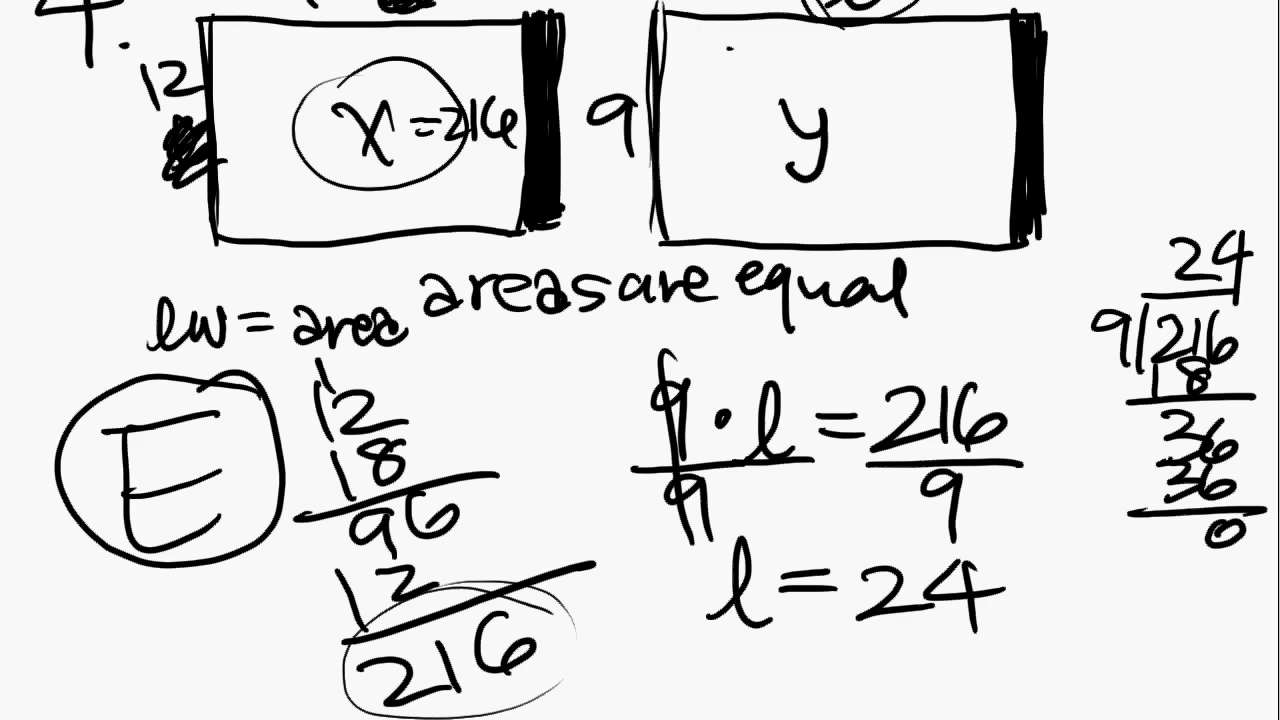 4.
12
x = 216
9
y
areas are equal
lw = area
E
12
18
96
12
216
9 · l = 216
9 9
l = 24
24
9 216
18
36
36
0